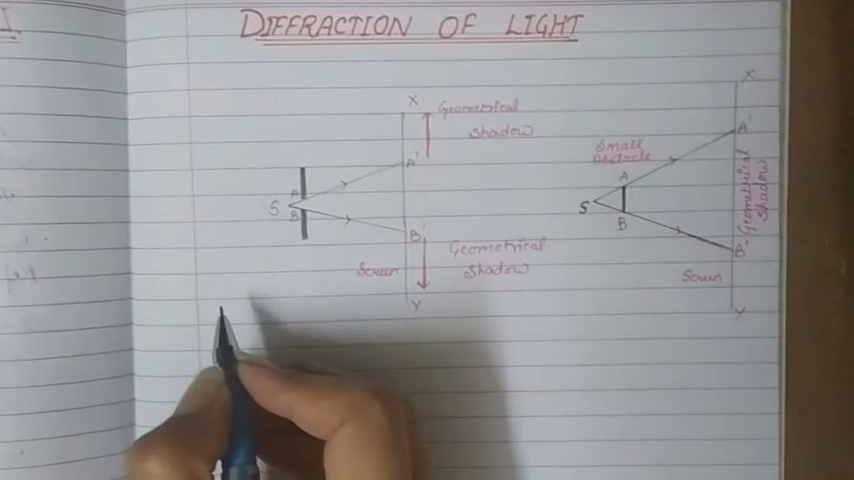 DIFFRACTION OF LIGHT
X
Geometrical
Shadow
A'
A
S
B
B'
Geometrical
Shadow
Screen
Y
X
A'
Small
Obstacle
A
S
B
Geometrical
Shadow
B'
Screen
Y